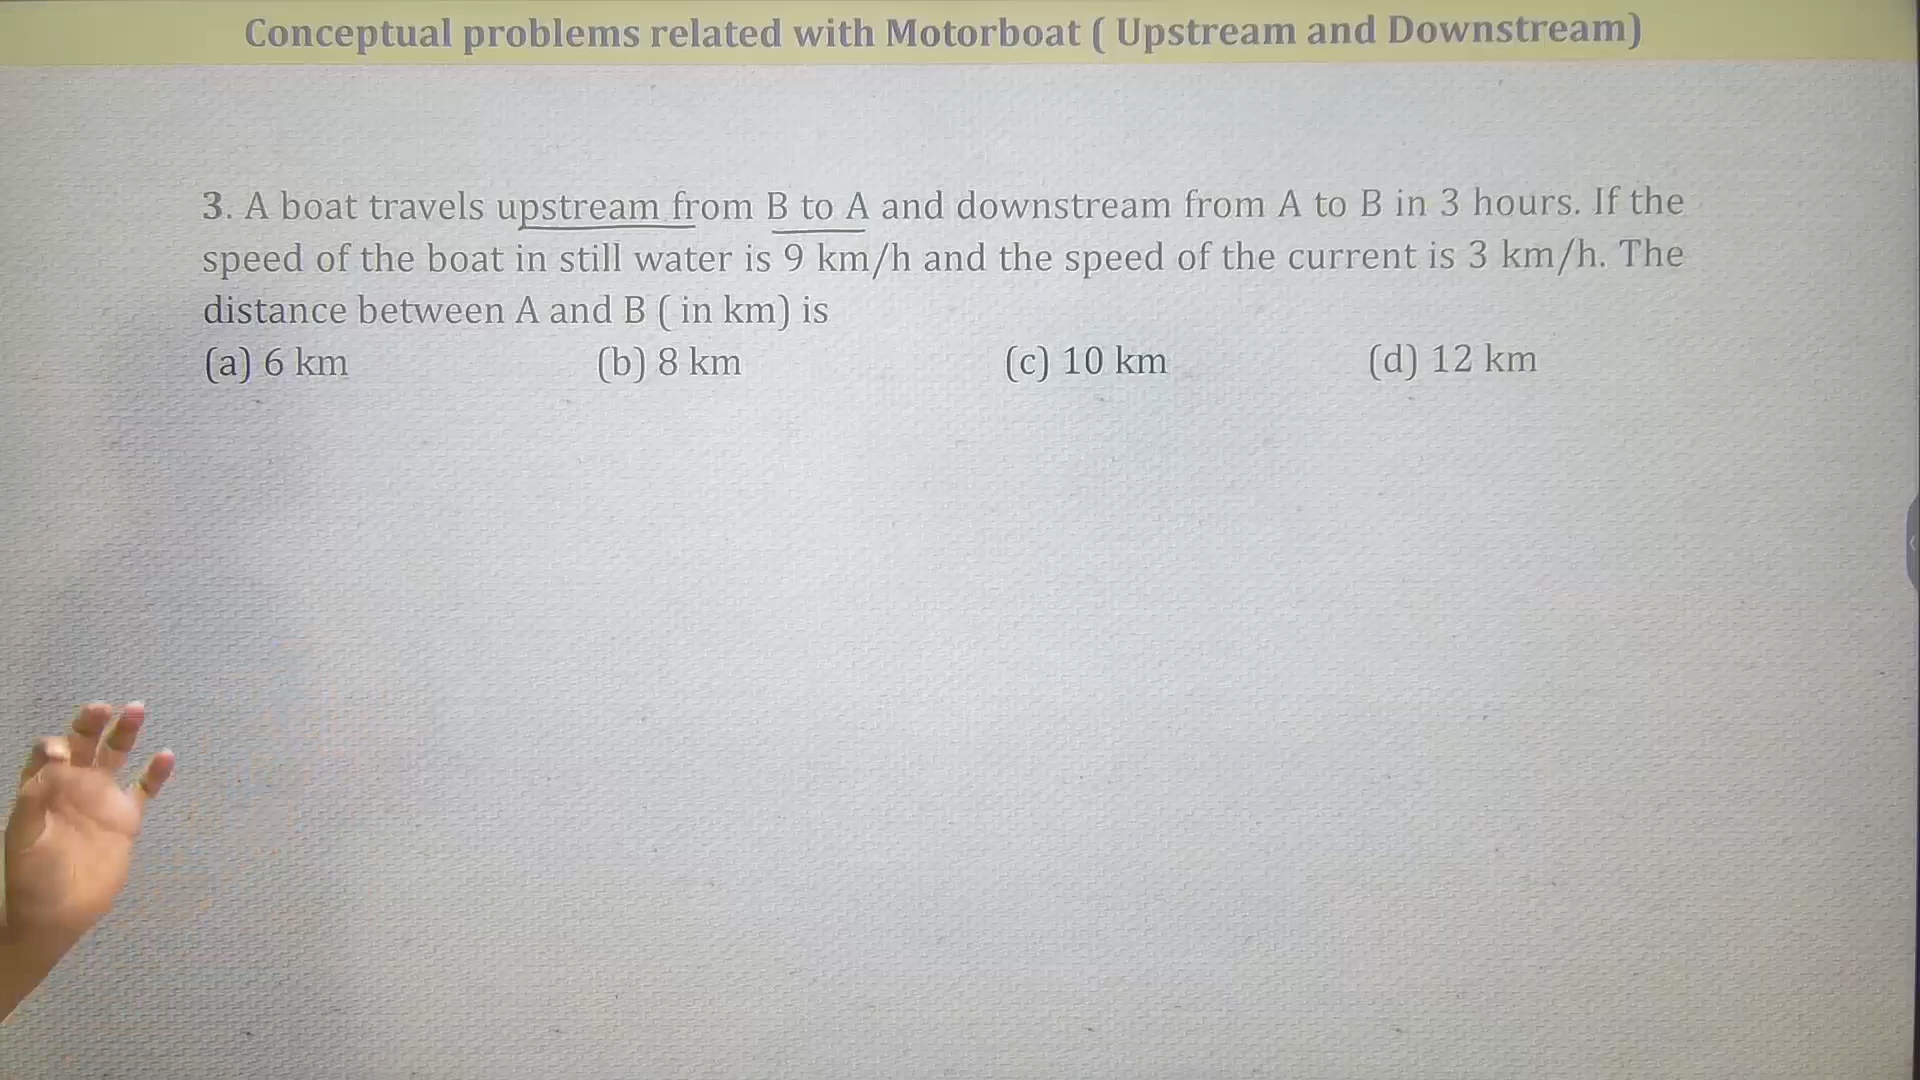 Conceptual problems related with Motorboat ( Upstream and Downstream)
3. A boat travels upstream from B to A and downstream from A to B in 3 hours. If the
speed of the boat in still water is 9 km/h and the speed of the current is 3 km/h. The
distance between A and B ( in km) is
(a) 6 km (b) 8 km (c) 10 km (d) 12 km